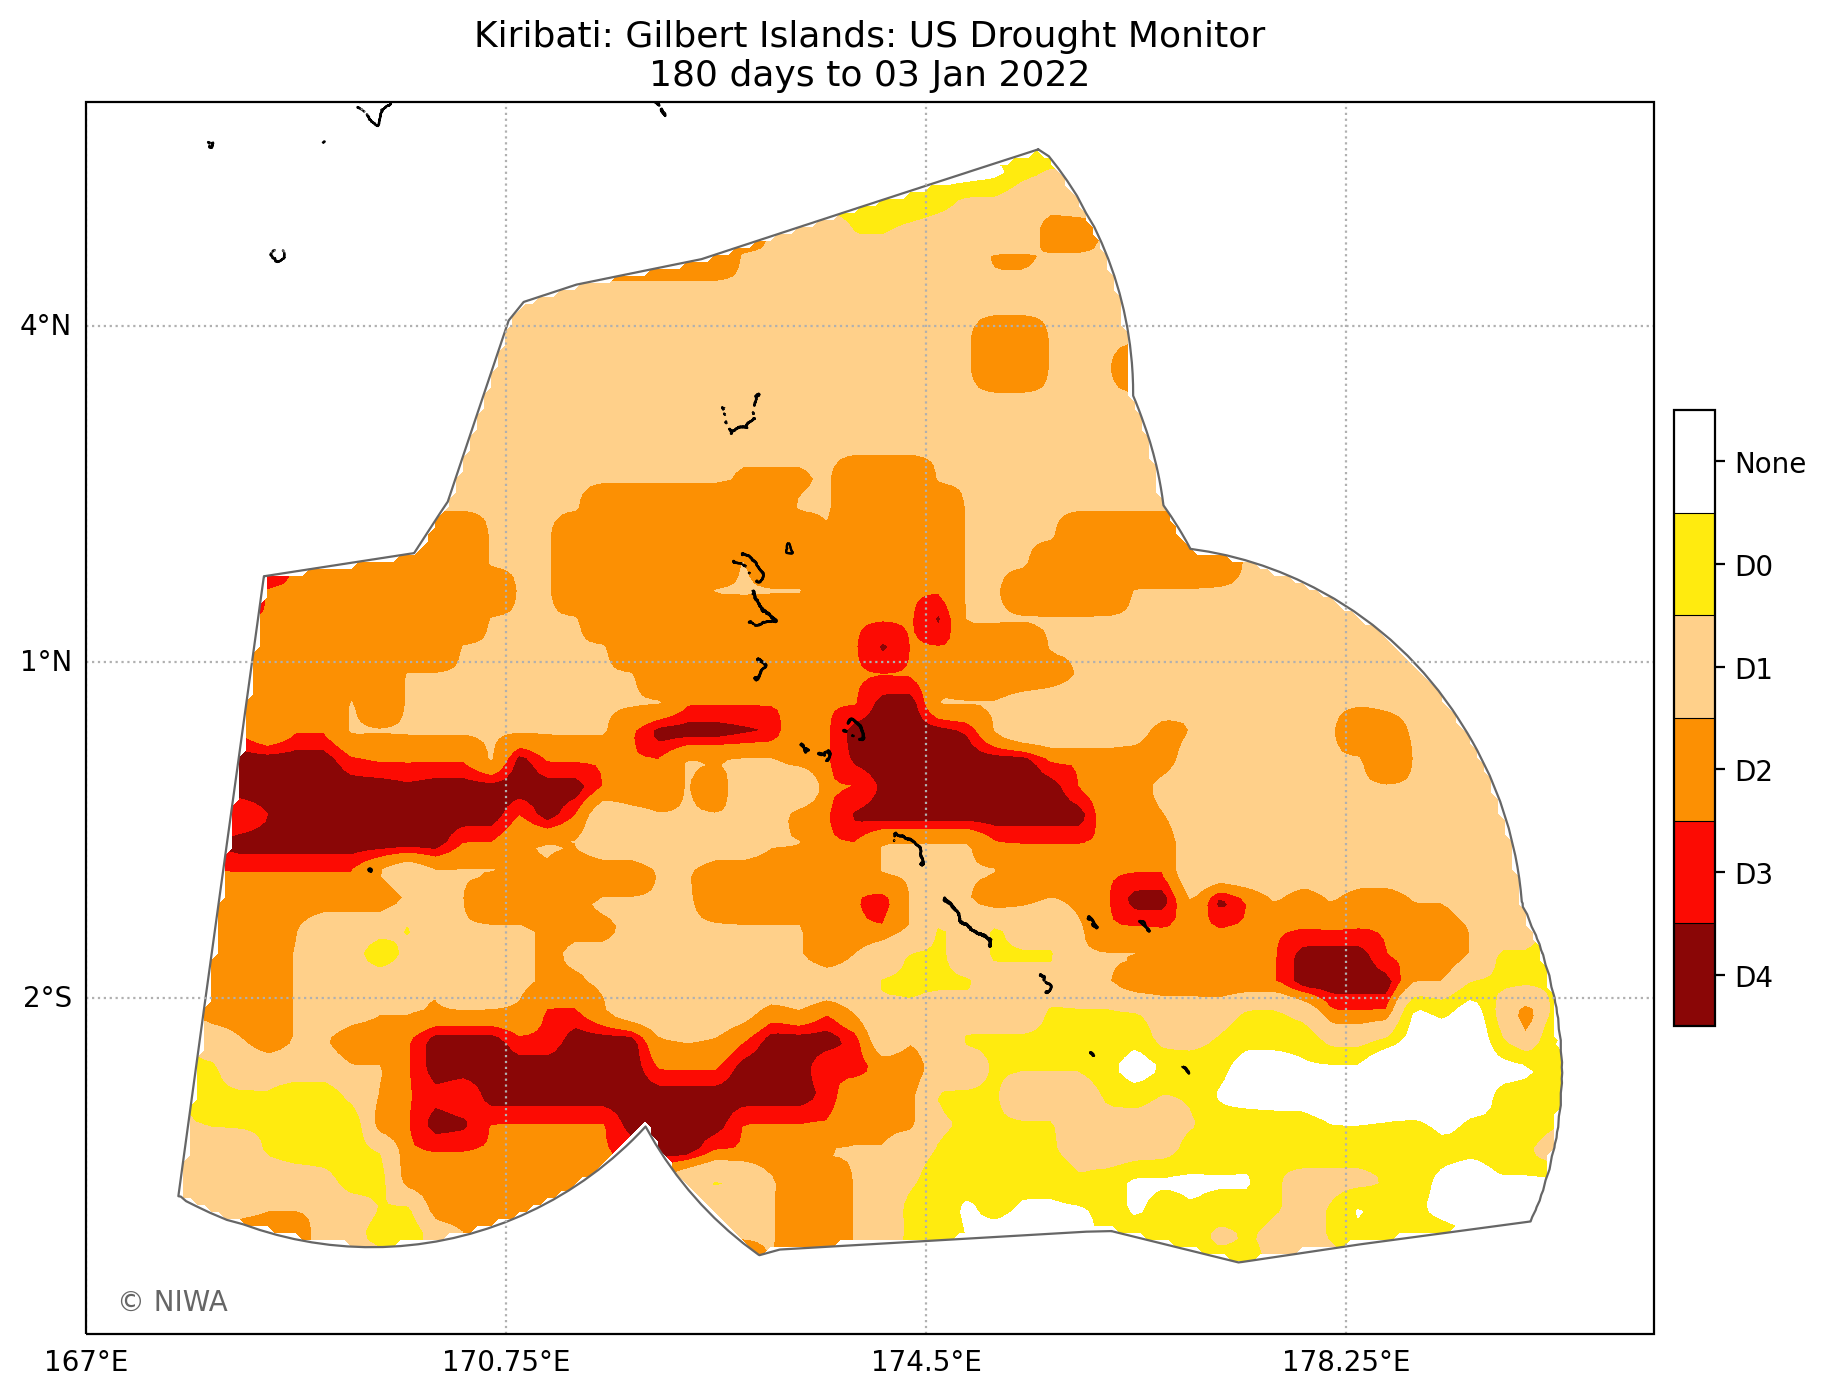 Kiribati: Gilbert Islands: US Drought Monitor
180 days to 03 Jan 2022
4°N
1°N
2°S
167°E
170.75°E
174.5°E
178.25°E
None
D0
D1
D2
D3
D4
© NIWA